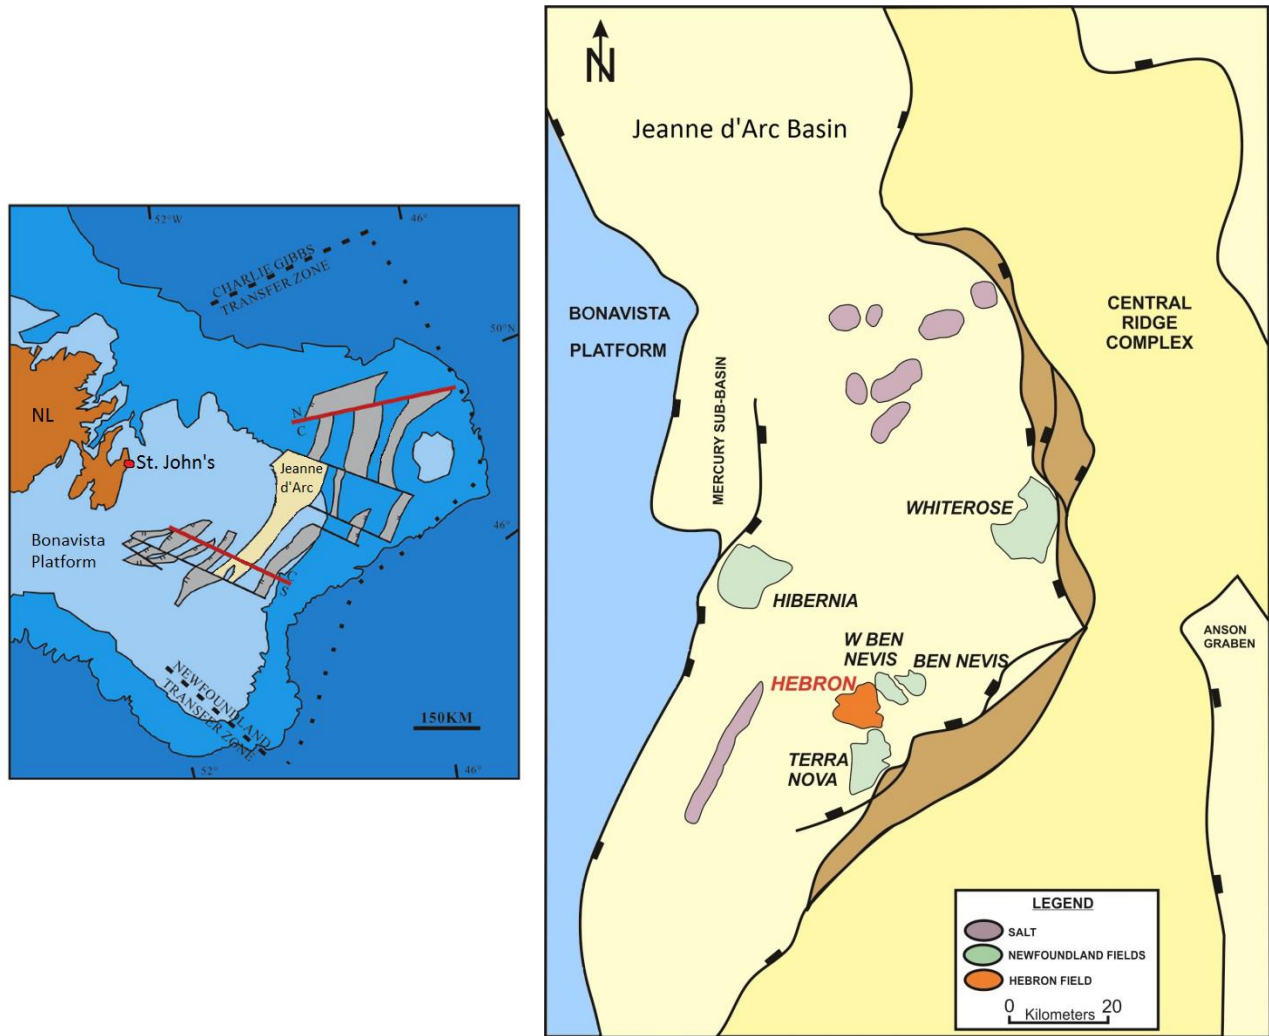 52°W
46°
CHARLIE GIBBS
TRANSFER ZONE
50°N
N
C
NL
St. John's
Jeanne
d'Arc
46°
Bonavista
Platform
C
S
NEWFOUNDLAND
TRANSFER ZONE
150KM
52°
46°
N
Jeanne d'Arc Basin
BONAVISTA
PLATFORM
CENTRAL
RIDGE
COMPLEX
MERCURY SUB-BASIN
WHITEROSE
HIBERNIA
W BEN
NEVIS
BEN NEVIS
HEBRON
TERRA
NOVA
ANSON
GRABEN
LEGEND
SALT
NEWFOUNDLAND FIELDS
HEBRON FIELD
0 Kilometers 20